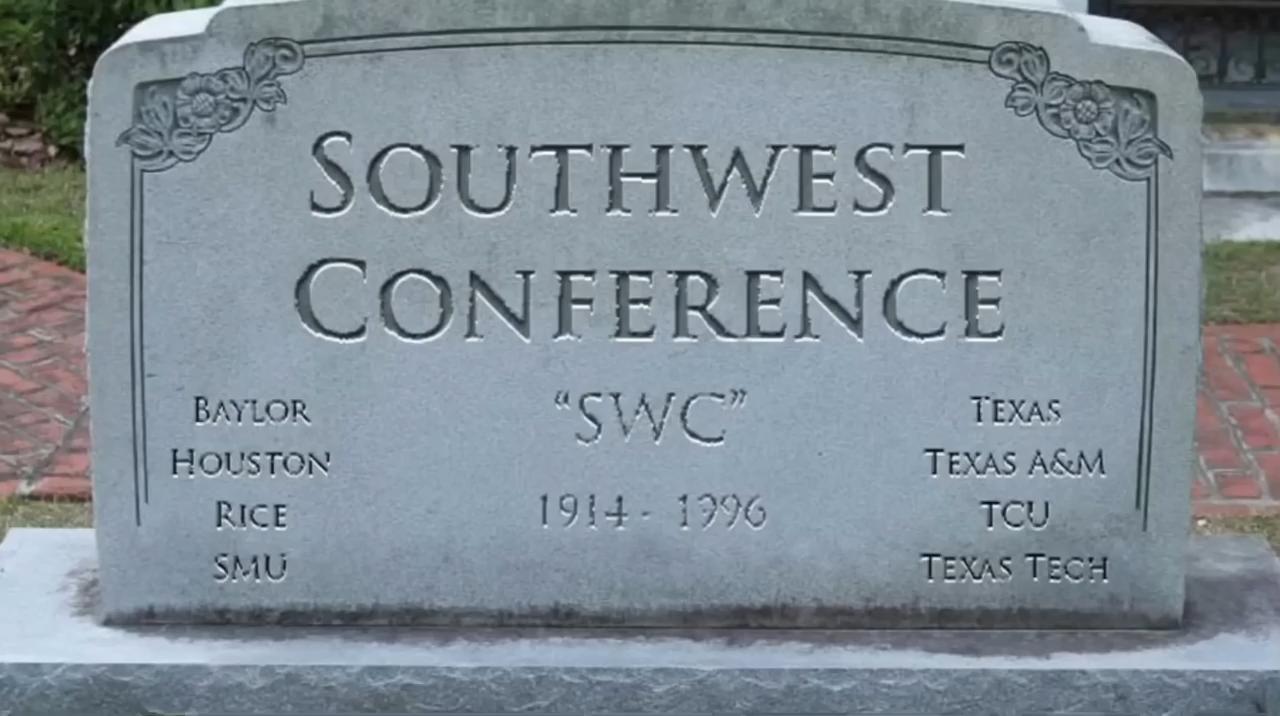 SOUTHWEST
CONFERENCE
"SWC"
1914 - 1996
BAYLOR
HOUSTON
RICE
SMU
TEXAS
TEXAS A&M
TCU
TEXAS TECH